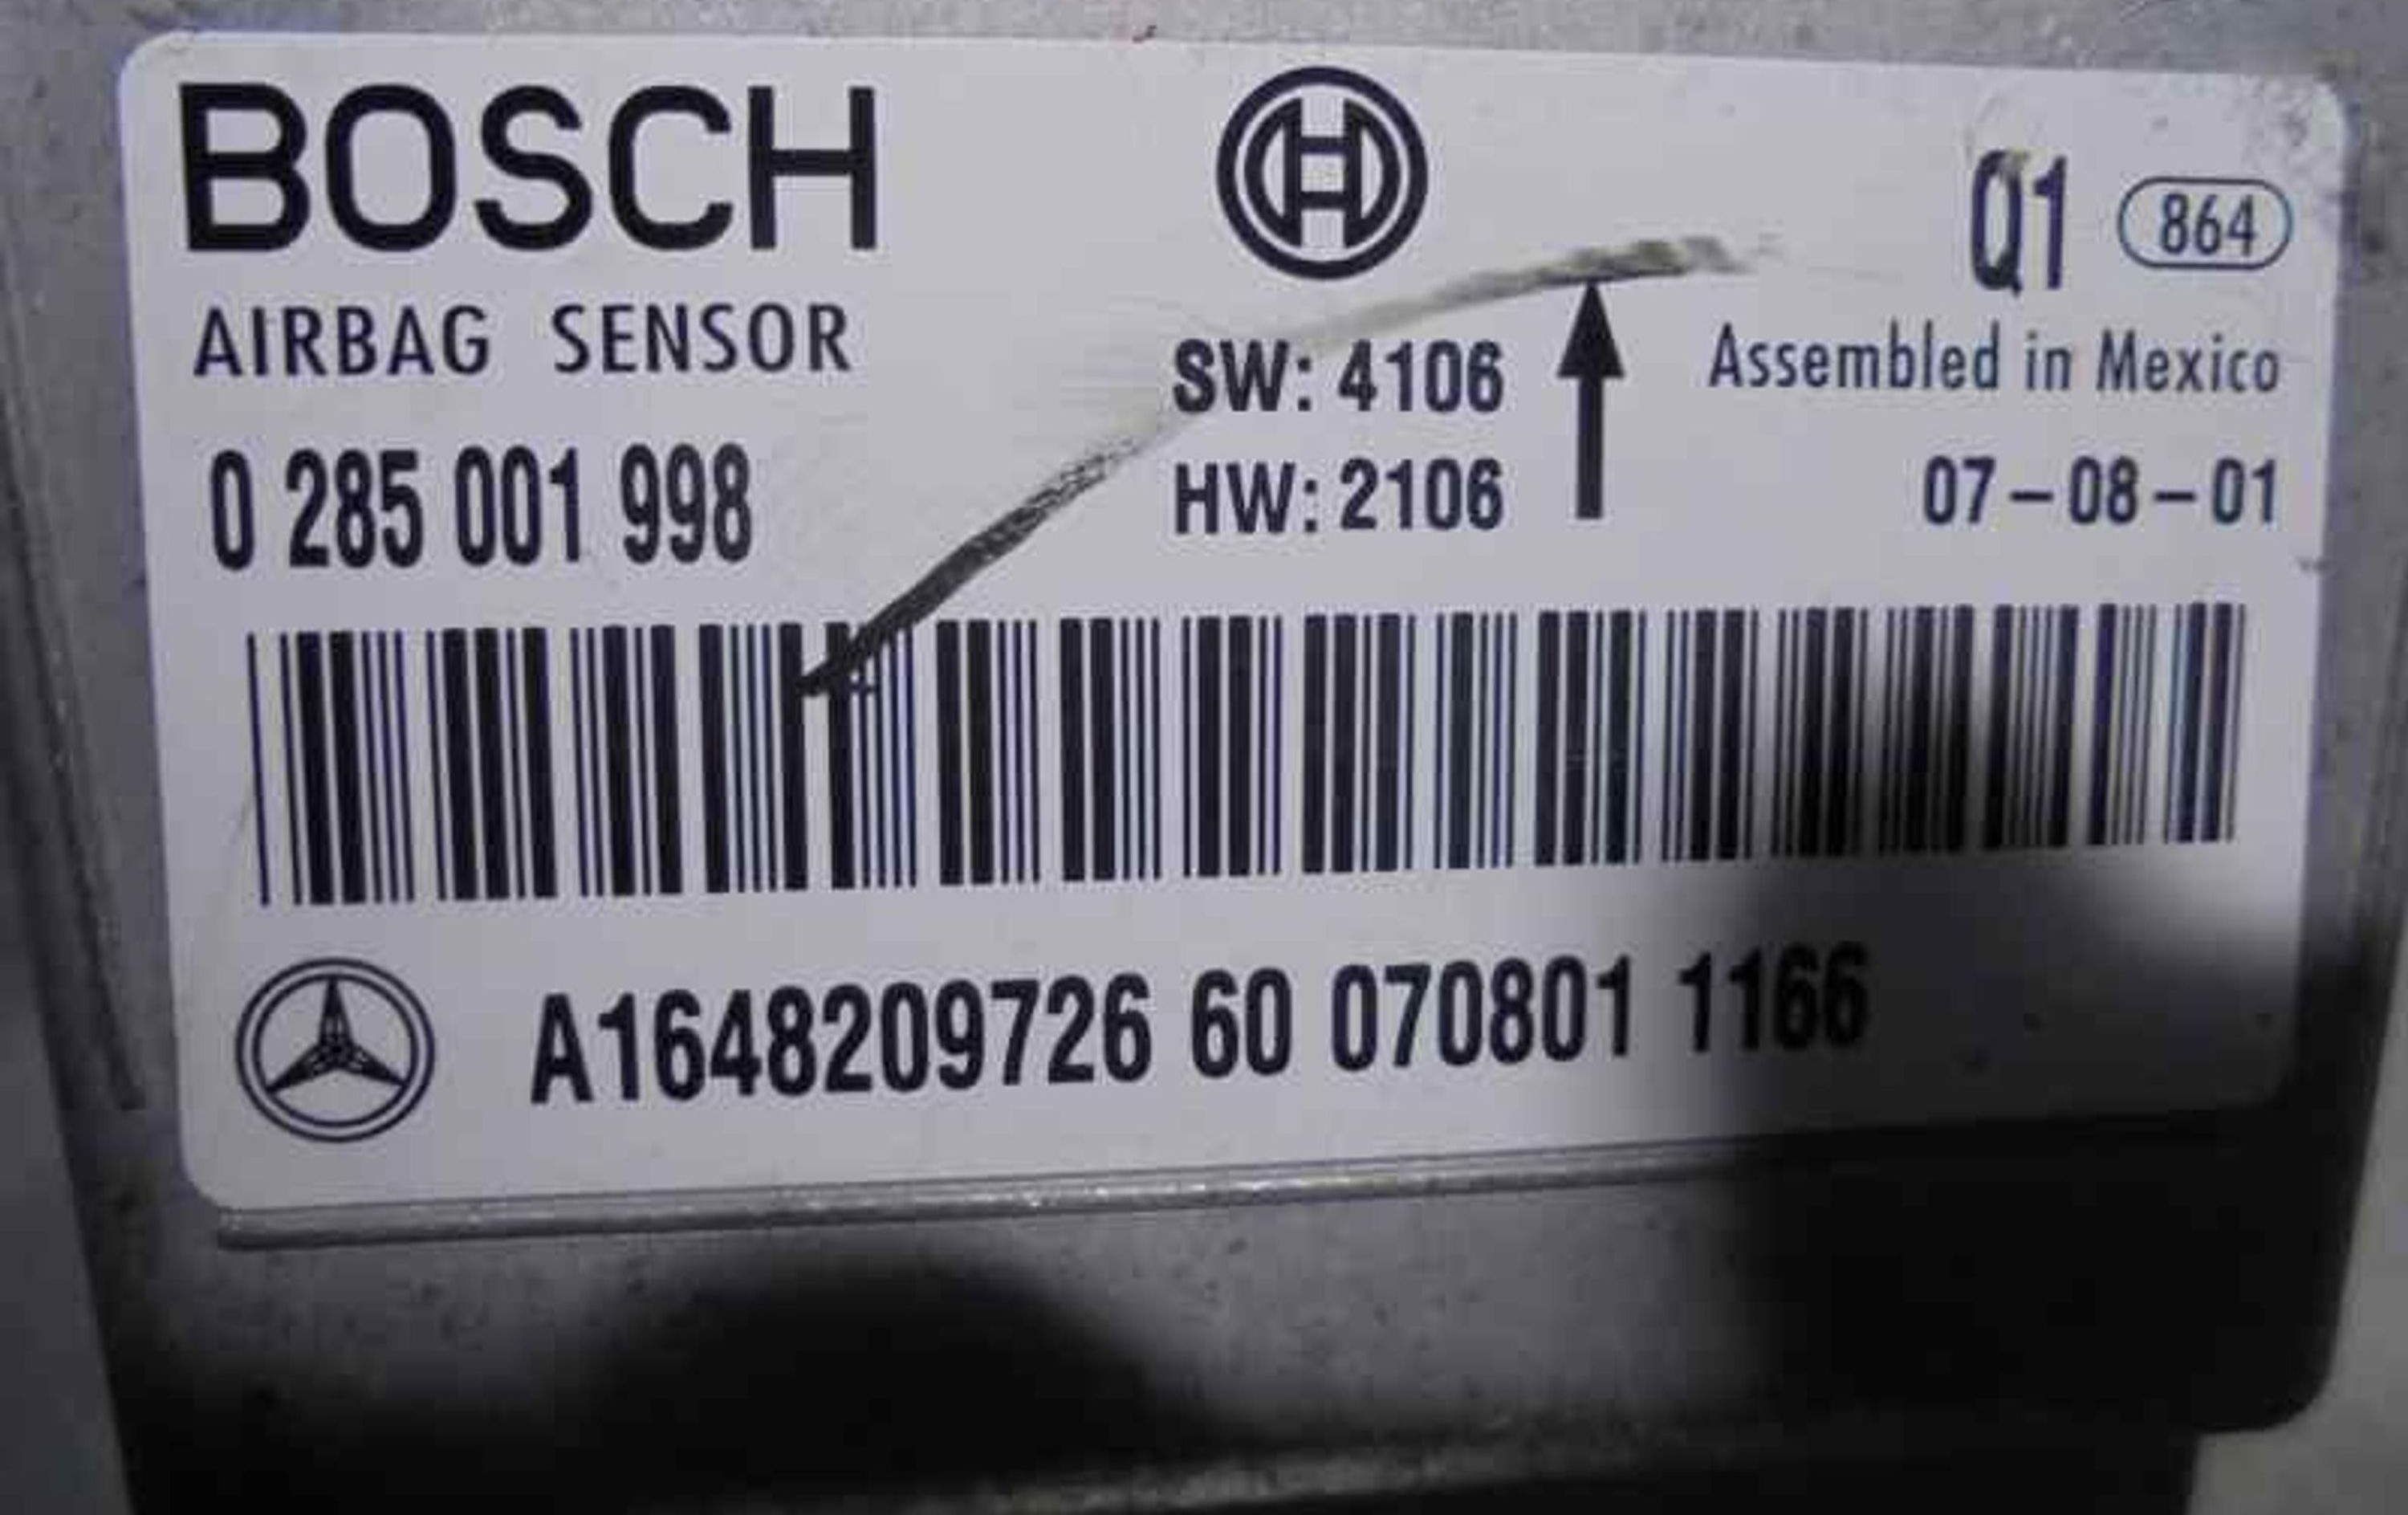 BOSCH
Q1 864
AIRBAG SENSOR
SW: 4106
Assembled in Mexico
0 285 001 998
HW: 2106
07-08-01
A1648209726 60 070801 1166